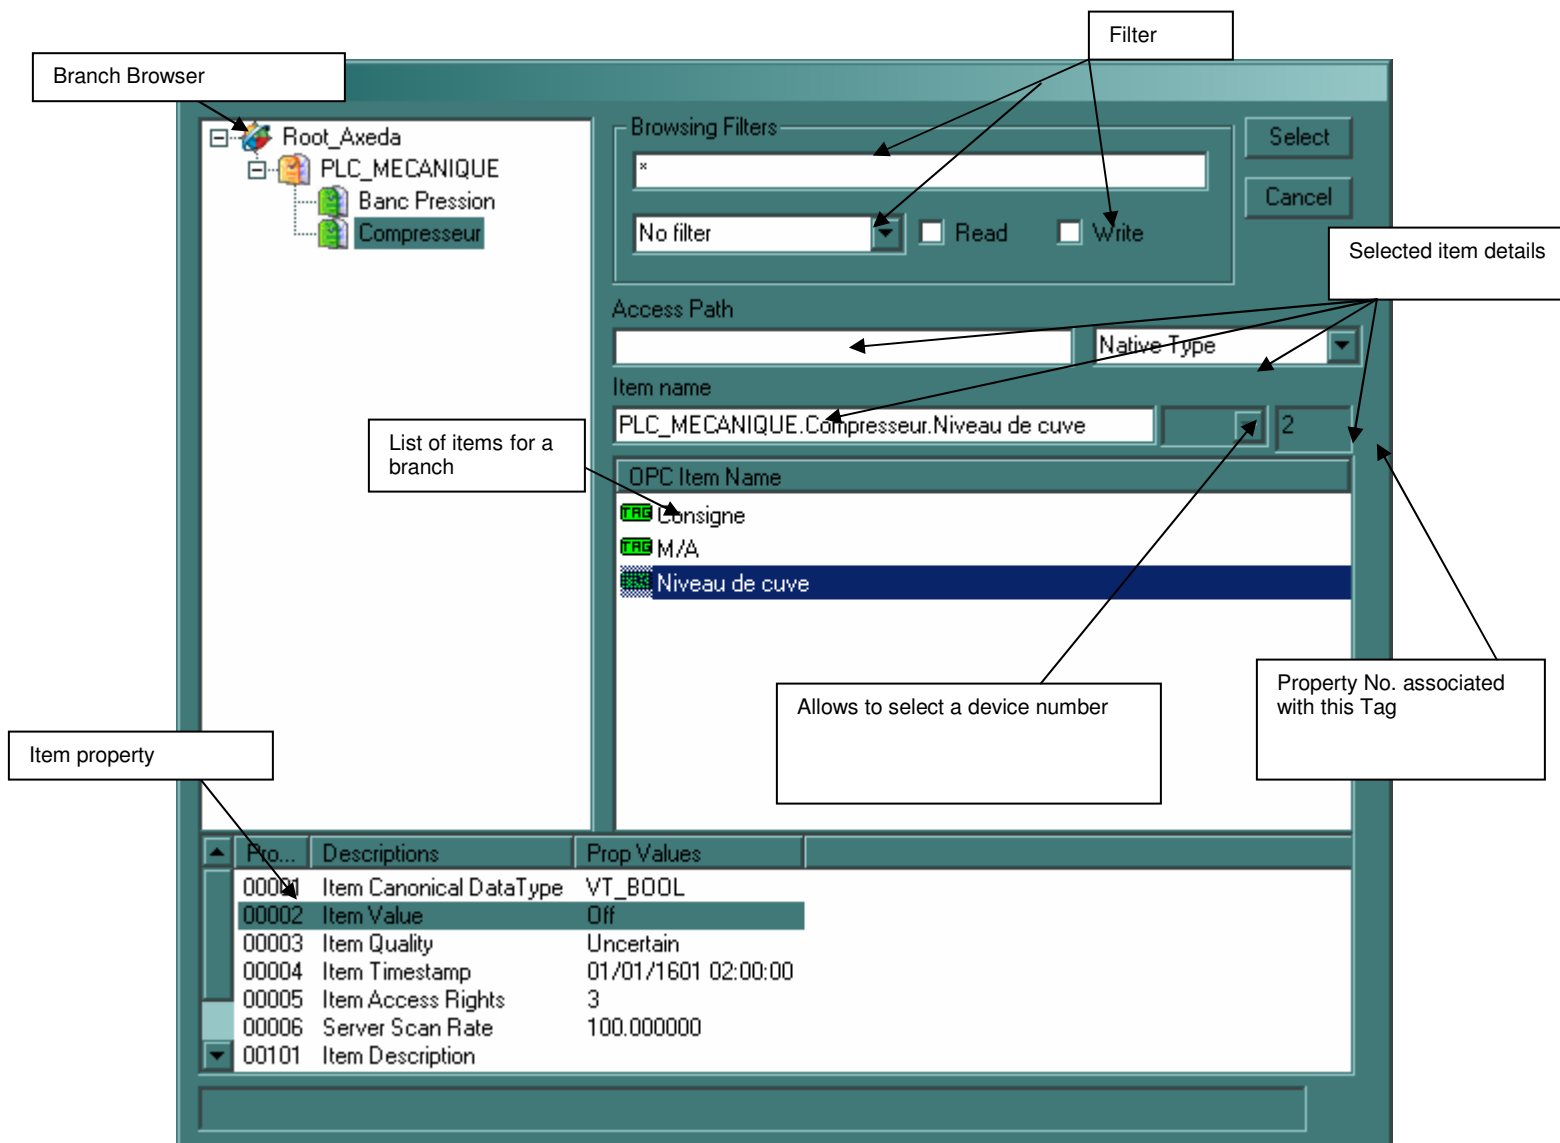 Filter
Branch Browser
Root_Axeda
PLC_MECANIQUE
Banc Pression
Compresseur
Browsing Filters
*
No filter
Read
Write
Select
Cancel
Selected item details
Access Path
Native Type
Item name
PLC_MECANIQUE.Compresseur.Niveau de cuve
2
List of items for a
branch
OPC Item Name
TAG Consigne
TAG M/A
Niveau de cuve
Allows to select a device number
Property No. associated
with this Tag
Item property
Pro... Descriptions Prop Values
00001 Item Canonical DataType VT_BOOL
00002 Item Value Off
00003 Item Quality Uncertain
00004 Item Timestamp 01/01/1601 02:00:00
00005 Item Access Rights 3
00006 Server Scan Rate 100.000000
00101 Item Description